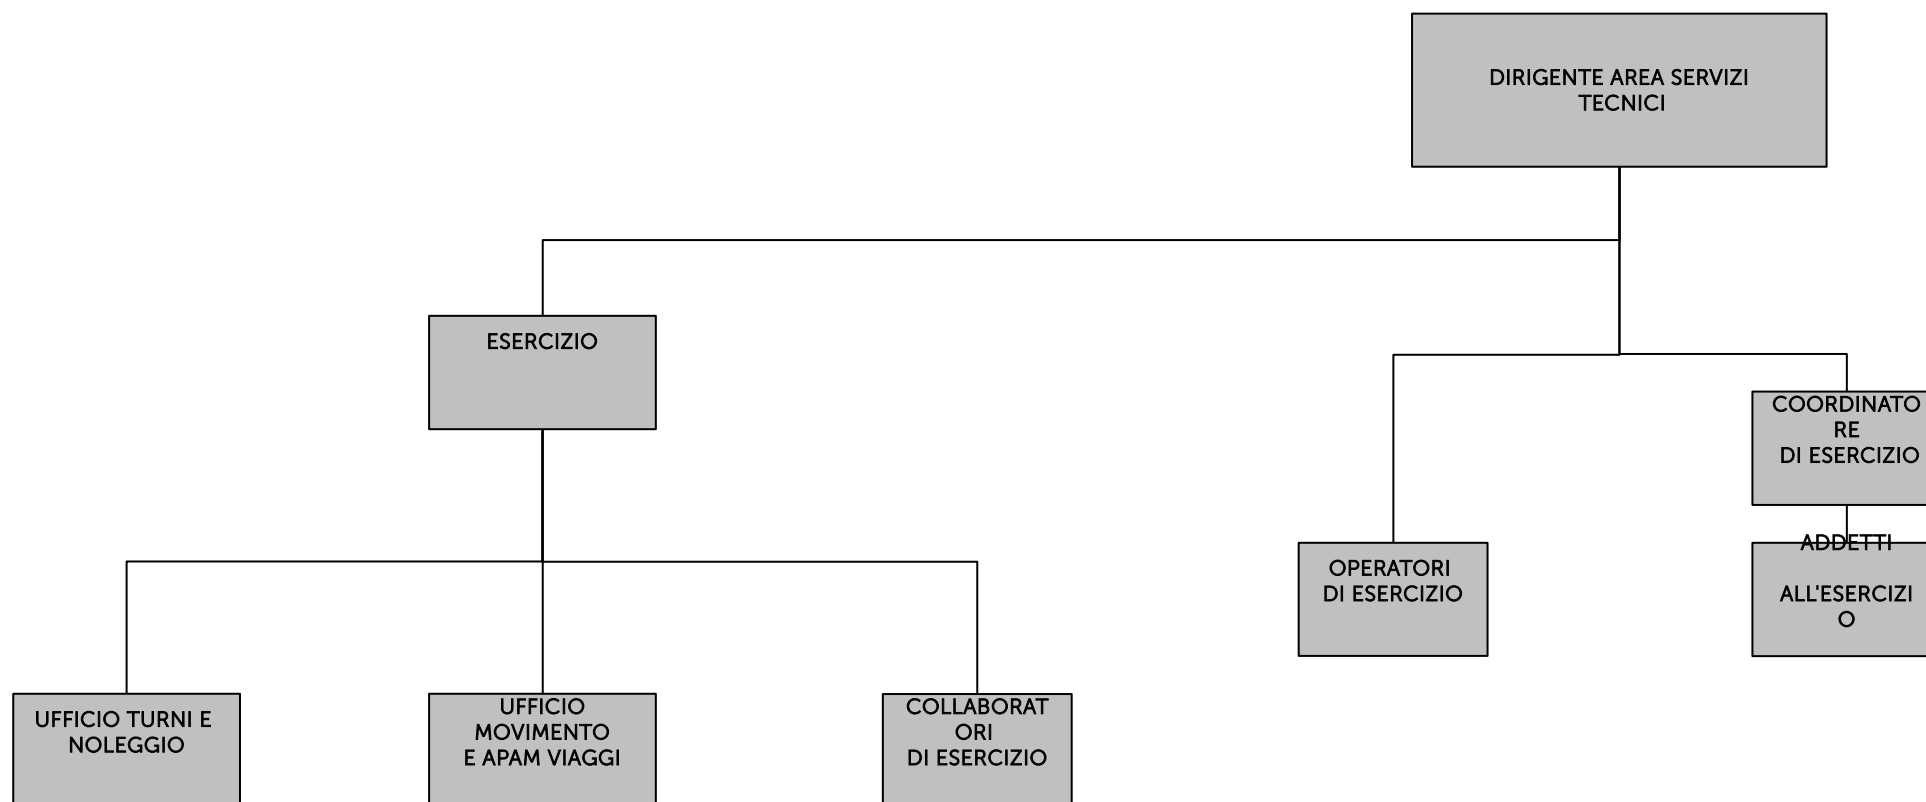 DIRIGENTE AREA SERVIZI
TECNICI
ESERCIZIO
COORDINATO
RE
DI ESERCIZIO
OPERATORI
DI ESERCIZIO
ADDETTI
ALL'ESERCIZI
O
UFFICIO TURNI E
NOLEGGIO
UFFICIO
MOVIMENTO
E APAM VIAGGI
COLLABORAT
ORI
DI ESERCIZIO